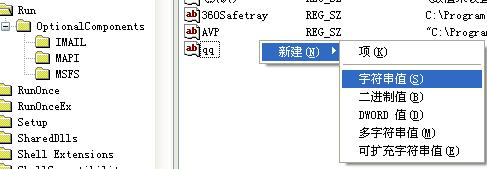 Run
OptionalComponents
IMAIL
MAPI
MSFS
RunOnce
RunOnceEx
Setup
SharedDlls
Shell Extensions
360Safetray REG_SZ C:\Program
AVP REG_SZ "C:\Program
qq
新建(N)
项(K)
字符串值(S)
二进制值(B)
DWORD 值(D)
多字符串值(M)
可扩充字符串值(E)